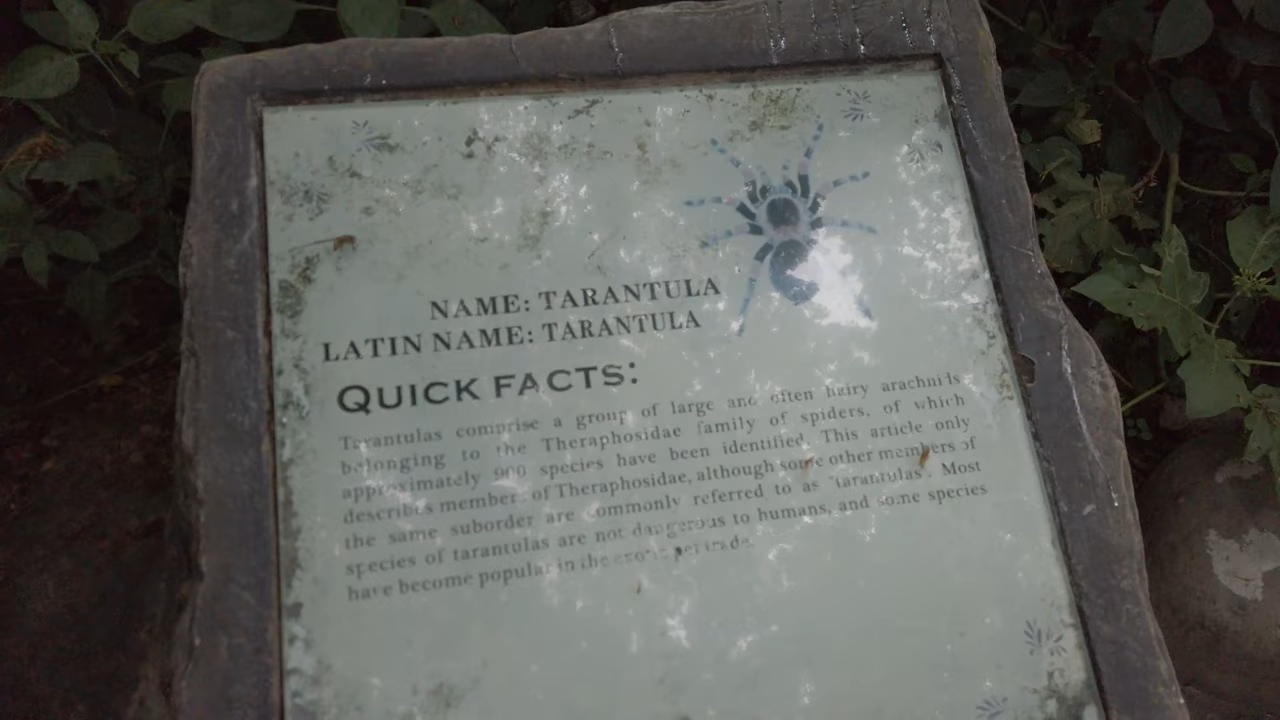 NAME: TARANTULA
LATIN NAME: TARANTULA
QUICK FACTS:
Tarantulas comprise a group of large and often hairy arachnids
belonging to the Theraphosidae family of spiders, of which
approximately 900 species have been identified. This article only
describes members of Theraphosidae, although some other members of
the same suborder are commonly referred to as "tarantulas". Most
species of tarantulas are not dangerous to humans, and some species
have become popular in the exotic pet trade.